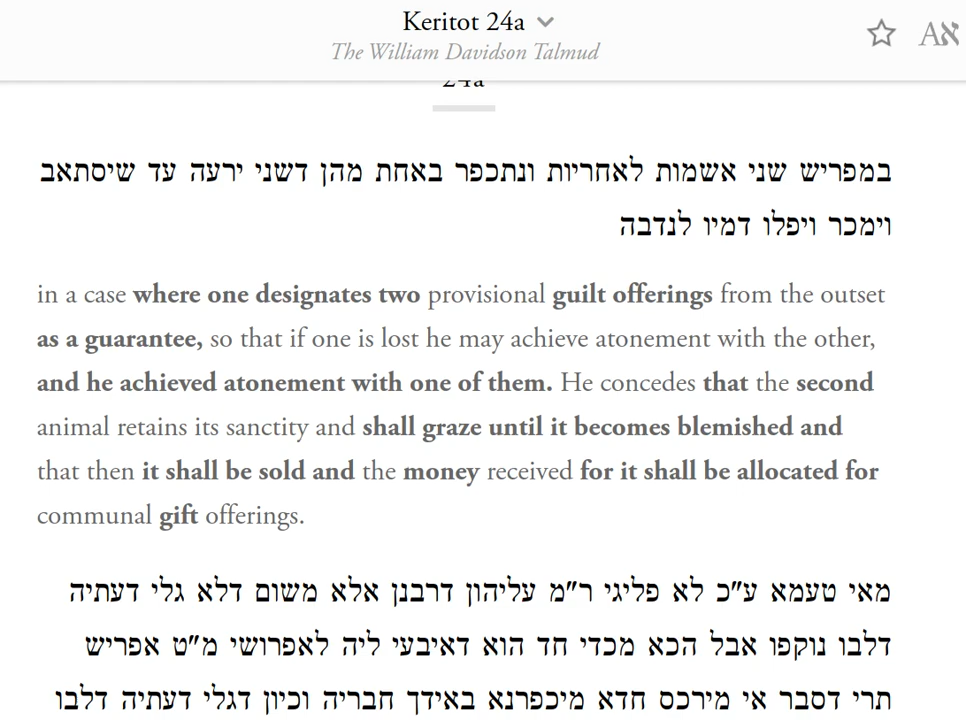 Keritot 24a
The William Davidson Talmud
Aא
24a
במפריש שני אשמות לאחריות ונתכפר באחת מהן דשני ירעה עד שיסתאב
וימכר ויפלו דמיו לנדבה
in a case where one designates two provisional guilt offerings from the outset
as a guarantee, so that if one is lost he may achieve atonement with the other,
and he achieved atonement with one of them. He concedes that the second
animal retains its sanctity and shall graze until it becomes blemished and
that then it shall be sold and the money received for it shall be allocated for
communal gift offerings.
מאי טעמא ע"כ לא פליגי ר"מ עליהון דרבנן אלא משום דלא גלי דעתיה
דלבו נוקפו אבל הכא מכדי חד הוא דאיבעי ליה לאפרושי מ"ט אפריש
תרי דסבר אי מירכס חדא מיכפרנא באידך חבריה וכיון דגלי דעתיה דלבו